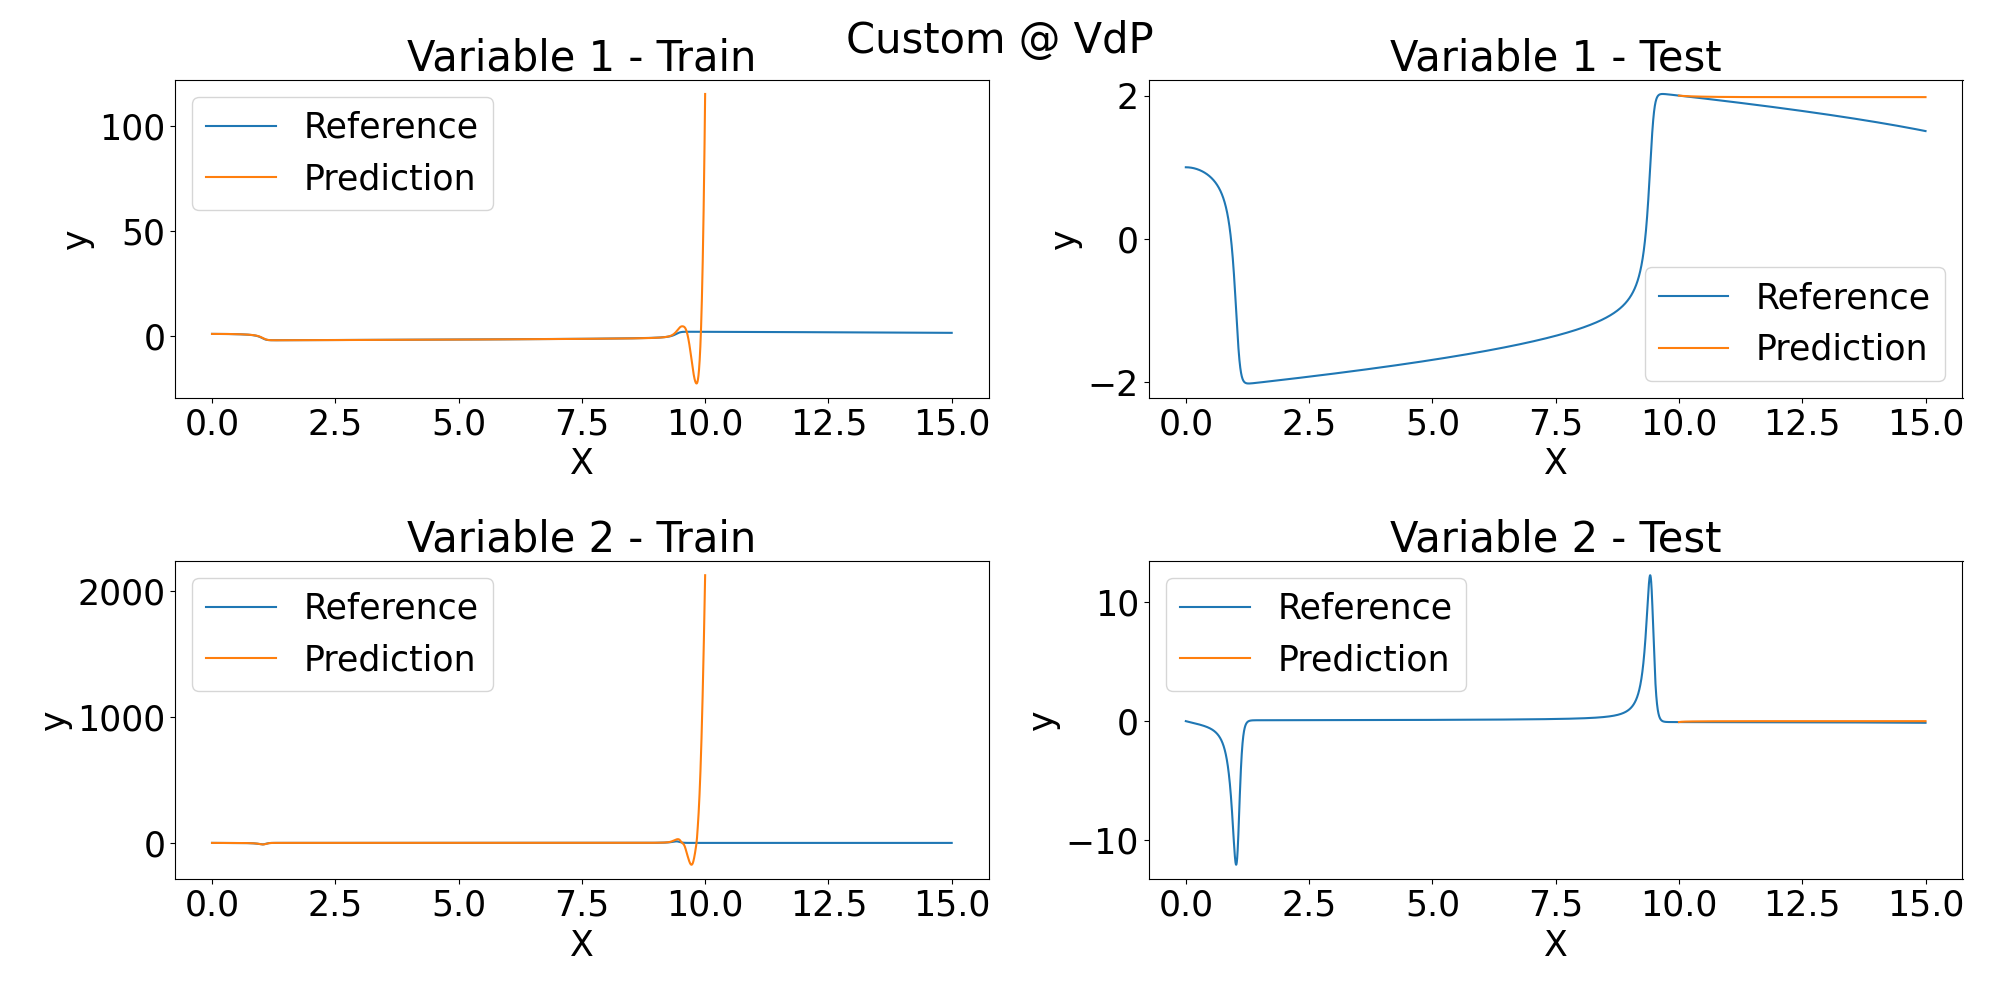 Custom @ VdP
Variable 1 - Train
100
50
0
y
Reference
Prediction
0.0 2.5 5.0 7.5 10.0 12.5 15.0
X
Variable 1 - Test
2
0
−2
y
Reference
Prediction
0.0 2.5 5.0 7.5 10.0 12.5 15.0
X
Variable 2 - Train
2000
1000
0
y
Reference
Prediction
0.0 2.5 5.0 7.5 10.0 12.5 15.0
X
Variable 2 - Test
10
0
−10
y
Reference
Prediction
0.0 2.5 5.0 7.5 10.0 12.5 15.0
X